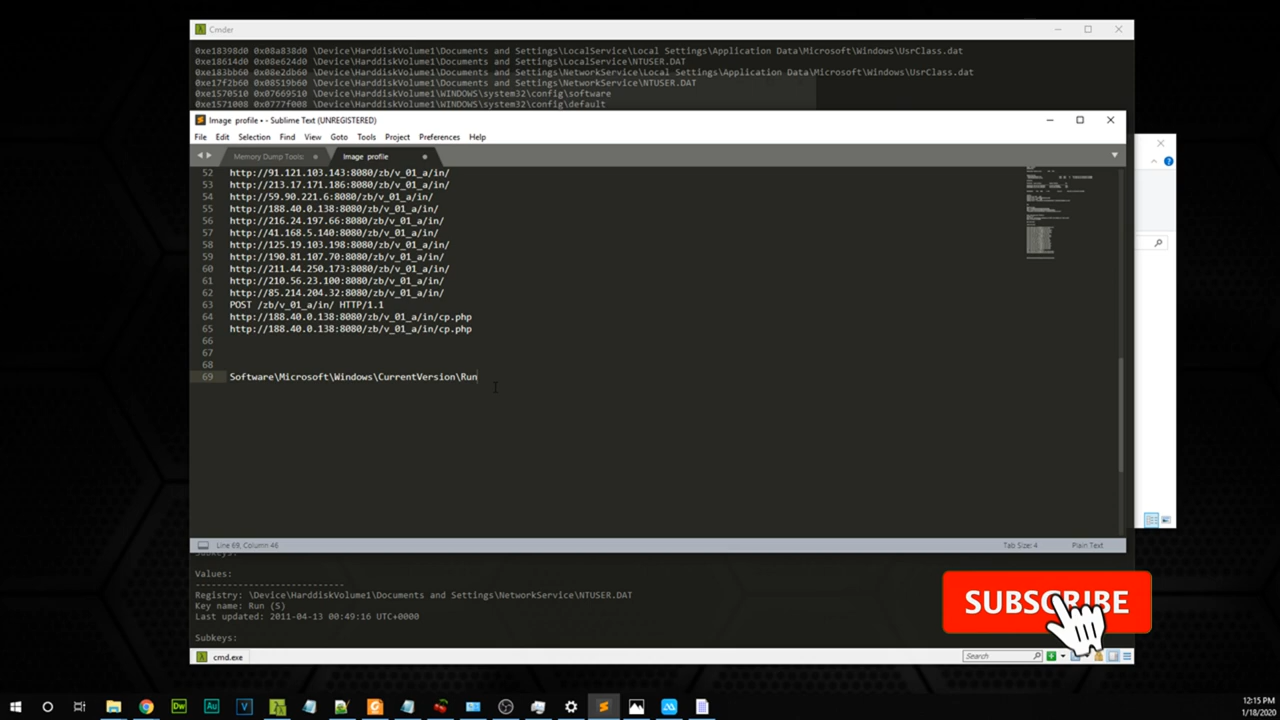 Cmder
0xe18398d0 0x08a838d0 \Device\HarddiskVolume1\Documents and Settings\LocalService\Local Settings\Application Data\Microsoft\Windows\UsrClass.dat
0xe18614d0 0x08e624d0 \Device\HarddiskVolume1\Documents and Settings\LocalService\NTUSER.DAT
0xe183bb60 0x08e2db60 \Device\HarddiskVolume1\Documents and Settings\NetworkService\Local Settings\Application Data\Microsoft\Windows\UsrClass.dat
0xe17f2b60 0x08519b60 \Device\HarddiskVolume1\Documents and Settings\NetworkService\NTUSER.DAT
0xe1570510 0x07669510 \Device\HarddiskVolume1\WINDOWS\system32\config\software
0xe1571008 0x0777f008 \Device\HarddiskVolume1\WINDOWS\system32\config\default
Image profile • - Sublime Text (UNREGISTERED)
File Edit Selection Find View Goto Tools Project Preferences Help
Memory Dump Tools: Image profile
52 http://91.121.103.143:8080/zb/v_01_a/in/
53 http://213.17.171.186:8080/zb/v_01_a/in/
54 http://59.90.221.6:8080/zb/v_01_a/in/
55 http://188.40.0.138:8080/zb/v_01_a/in/
56 http://216.24.197.66:8080/zb/v_01_a/in/
57 http://41.168.5.140:8080/zb/v_01_a/in/
58 http://125.19.103.198:8080/zb/v_01_a/in/
59 http://190.81.107.70:8080/zb/v_01_a/in/
60 http://211.44.250.173:8080/zb/v_01_a/in/
61 http://210.56.23.100:8080/zb/v_01_a/in/
62 http://85.214.204.32:8080/zb/v_01_a/in/
63 POST /zb/v_01_a/in/ HTTP/1.1
64 http://188.40.0.138:8080/zb/v_01_a/in/cp.php
65 http://188.40.0.138:8080/zb/v_01_a/in/cp.php
66
67
68
69 Software\Microsoft\Windows\CurrentVersion\Run
Line 69, Column 46 Tab Size: 4 Plain Text
Subkeys:
Values:
---------------------------
Registry: \Device\HarddiskVolume1\Documents and Settings\NetworkService\NTUSER.DAT
Key name: Run (S)
Last updated: 2011-04-13 00:49:16 UTC+0000
Subkeys:
SUBSCRIBE
cmd.exe Search
12:15 PM
1/18/2020